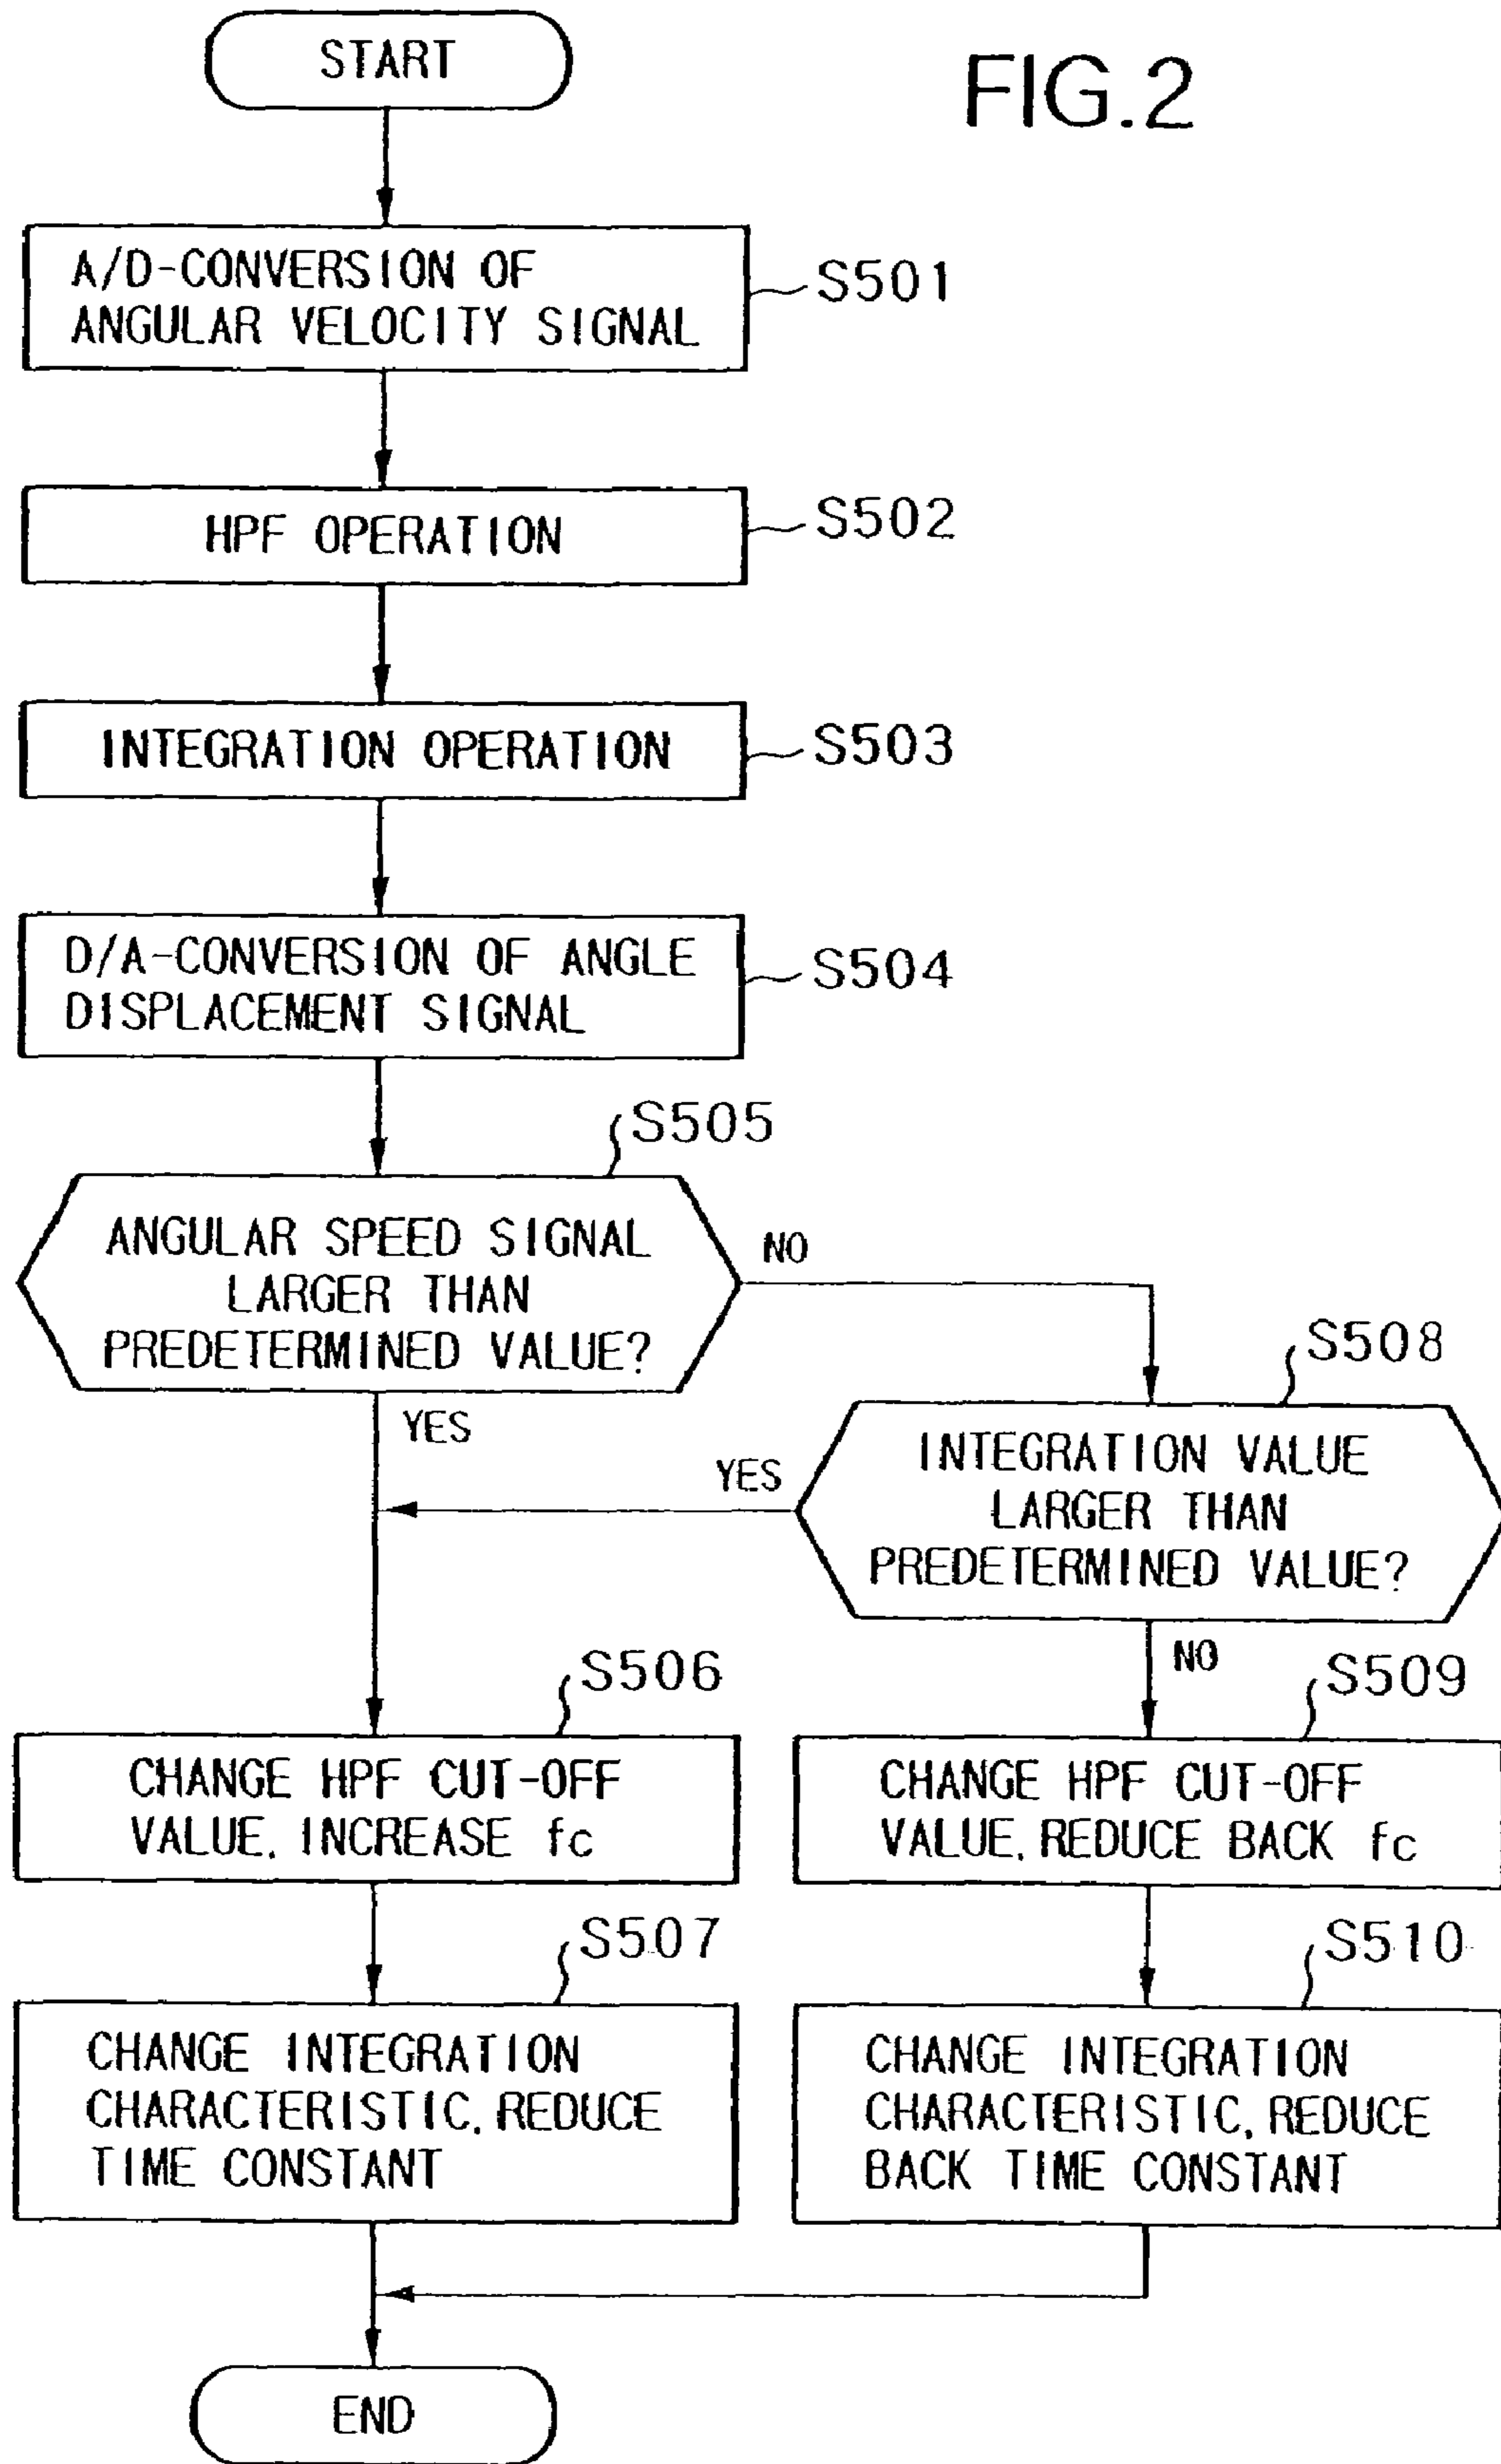 START
FIG.2
A/D-CONVERSION OF
ANGULAR VELOCITY SIGNAL
S501
HPF OPERATION
S502
INTEGRATION OPERATION
S503
D/A-CONVERSION OF ANGLE
DISPLACEMENT SIGNAL
S504
S505
ANGULAR SPEED SIGNAL
LARGER THAN
PREDETERMINED VALUE?
NO
YES
S508
INTEGRATION VALUE
LARGER THAN
PREDETERMINED VALUE?
YES
NO
S506
CHANGE HPF CUT-OFF
VALUE, INCREASE fc
S509
CHANGE HPF CUT-OFF
VALUE, REDUCE BACK fc
S507
CHANGE INTEGRATION
CHARACTERISTIC, REDUCE
TIME CONSTANT
S510
CHANGE INTEGRATION
CHARACTERISTIC, REDUCE
BACK TIME CONSTANT
END